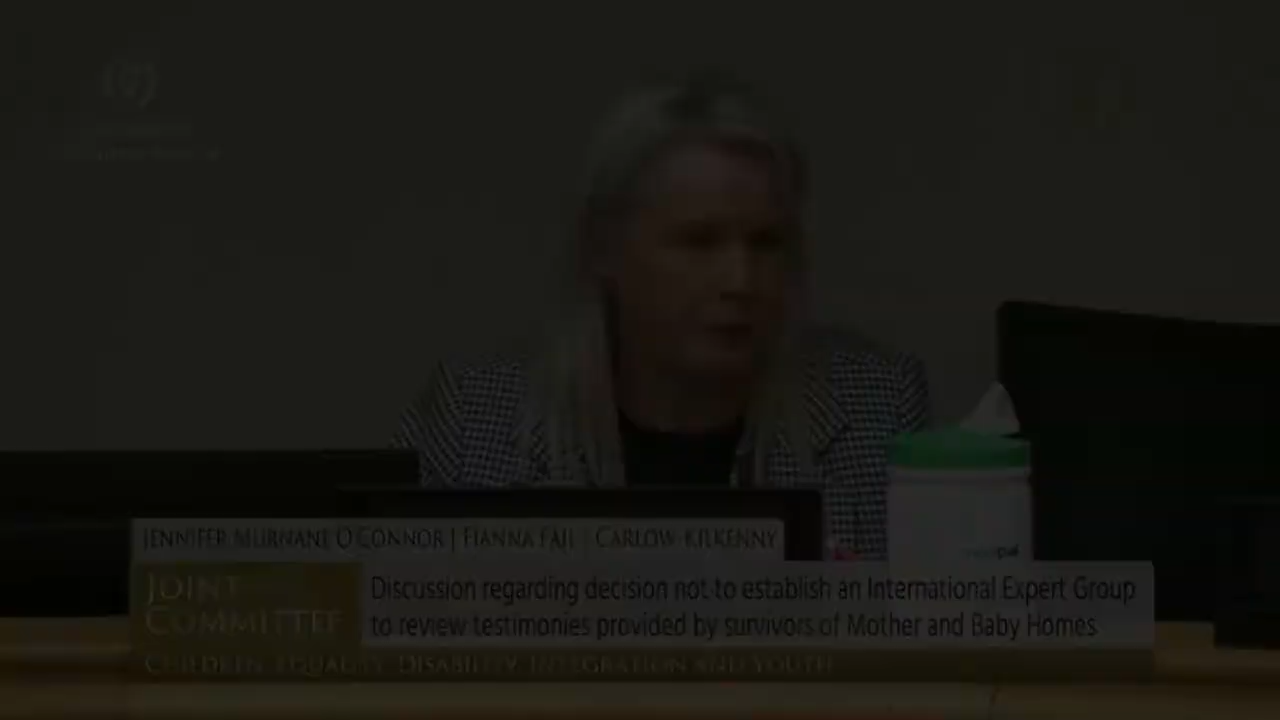 JENNIFER MURNANE O'CONNOR | FIANNA FÁIL | CARLOW-KILKENNY
JOINT
COMMITTEE
Discussion regarding decision not to establish an International Expert Group
to review testimonies provided by survivors of Mother and Baby Homes
CHILDREN, EQUALITY, DISABILITY, INTEGRATION AND YOUTH